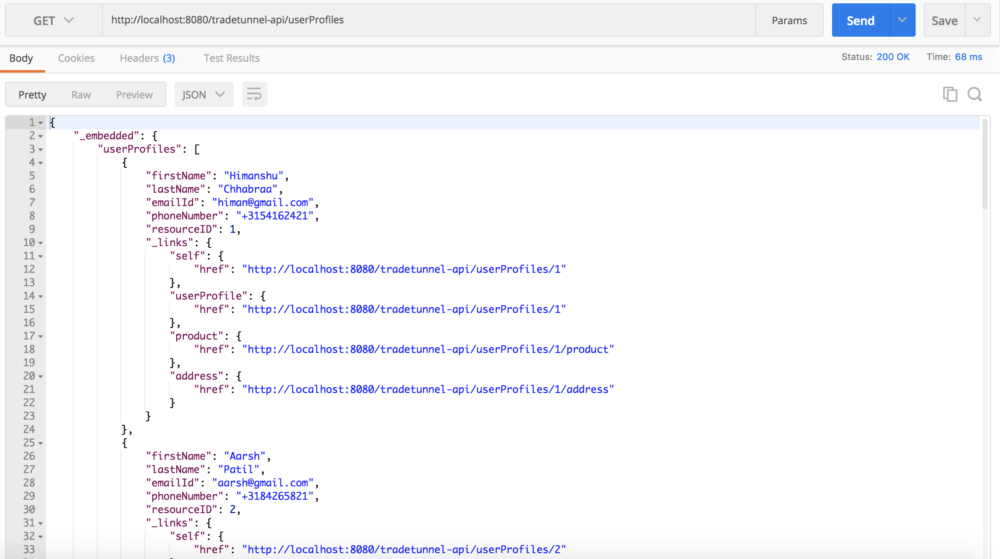 GET http://localhost:8080/tradetunnel-api/userProfiles Params Send Save
Body Cookies Headers (3) Test Results Status: 200 OK Time: 68 ms
Pretty Raw Preview JSON
1 {
2 "_embedded": {
3 "userProfiles": [
4 {
5 "firstName": "Himanshu",
6 "lastName": "Chhabraa",
7 "emailId": "himan@gmail.com",
8 "phoneNumber": "+3154162421",
9 "resourceID": 1,
10 "_links": {
11 "self": {
12 "href": "http://localhost:8080/tradetunnel-api/userProfiles/1"
13 },
14 "userProfile": {
15 "href": "http://localhost:8080/tradetunnel-api/userProfiles/1"
16 },
17 "product": {
18 "href": "http://localhost:8080/tradetunnel-api/userProfiles/1/product"
19 },
20 "address": {
21 "href": "http://localhost:8080/tradetunnel-api/userProfiles/1/address"
22 }
23 }
24 },
25 {
26 "firstName": "Aarsh",
27 "lastName": "Patil",
28 "emailId": "aarsh@gmail.com",
29 "phoneNumber": "+3184265821",
30 "resourceID": 2,
31 "_links": {
32 "self": {
33 "href": "http://localhost:8080/tradetunnel-api/userProfiles/2"